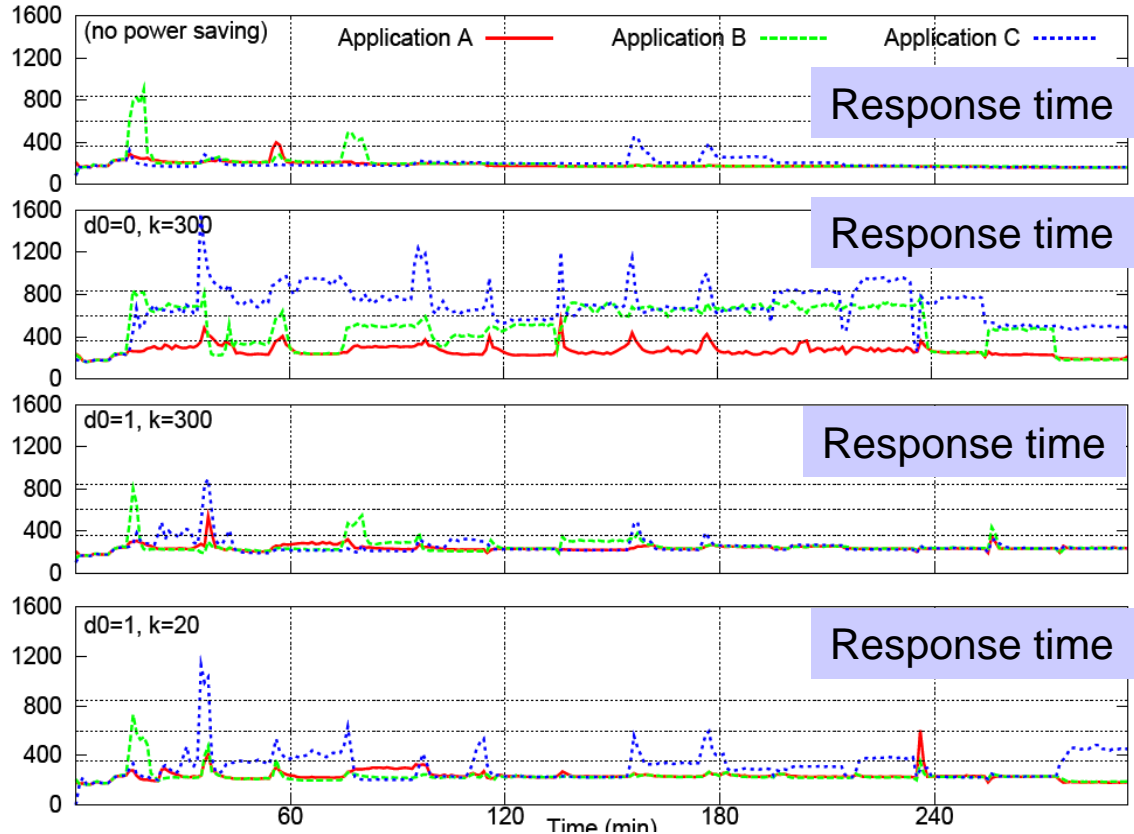 1600
(no power saving)
Application A
Application B
Application C
1200
800
Response time
400
0
1600
d0=0, k=300
Response time
1200
800
400
0
1600
d0=1, k=300
Response time
1200
800
400
0
1600
d0=1, k=20
Response time
1200
800
400
0
60
120
180
240
Time (min)